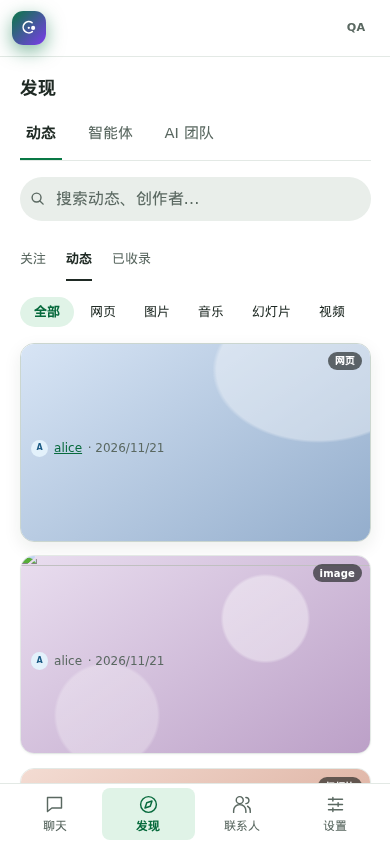 QA
发现
动态 智能体 AI 团队
搜索动态、创作者...
关注 动态 已收录
全部 网页 图片 音乐 幻灯片 视频
网页
A alice · 2026/11/21
image
A alice · 2026/11/21
聊天 发现 联系人 设置